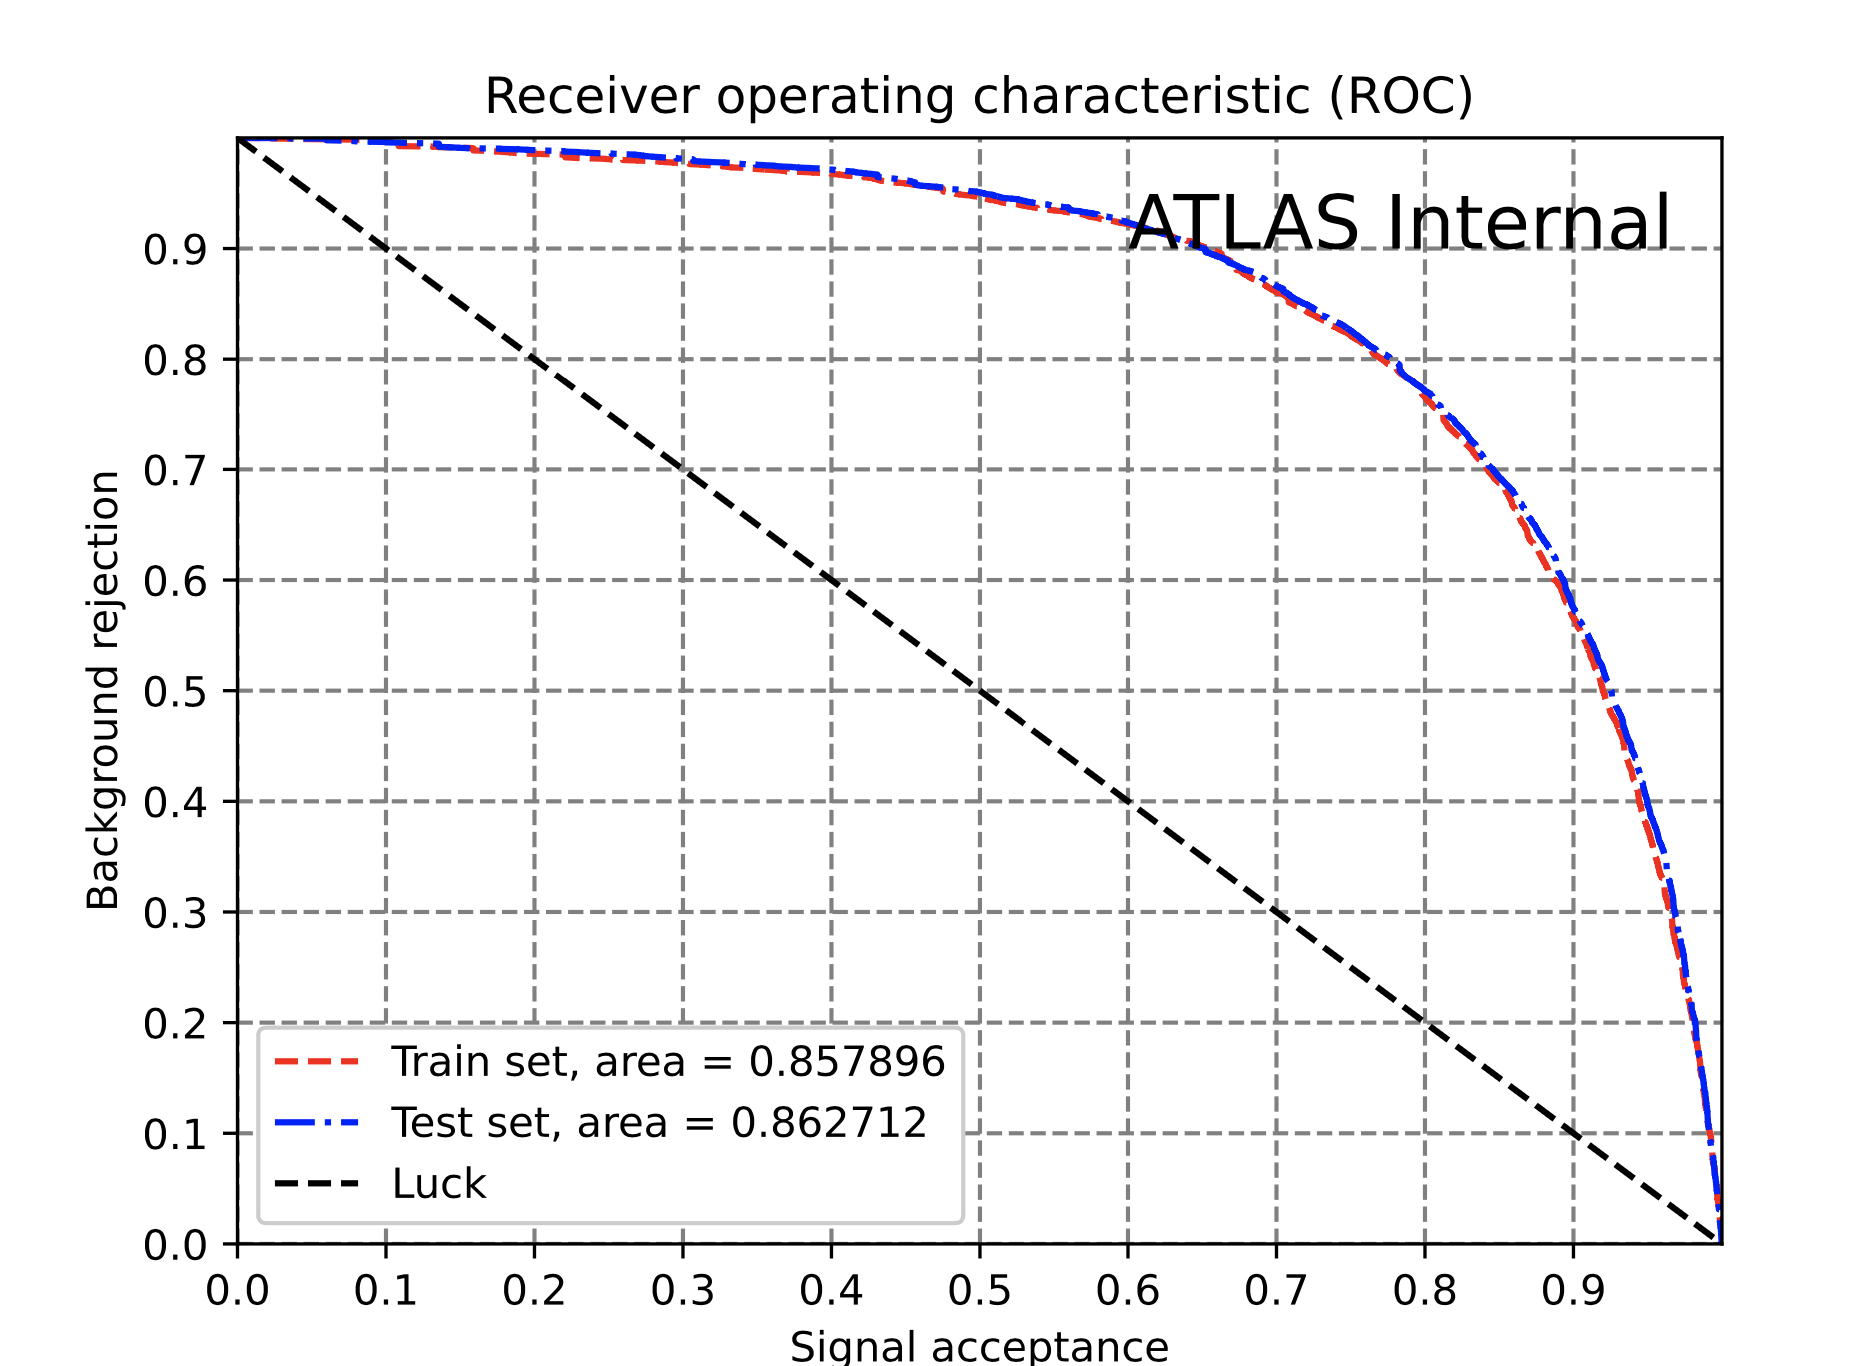 Receiver operating characteristic (ROC)
ATLAS Internal
Background rejection
0.9
0.8
0.7
0.6
0.5
0.4
0.3
0.2
0.1
0.0
Train set, area = 0.857896
Test set, area = 0.862712
Luck
0.0 0.1 0.2 0.3 0.4 0.5 0.6 0.7 0.8 0.9
Signal acceptance